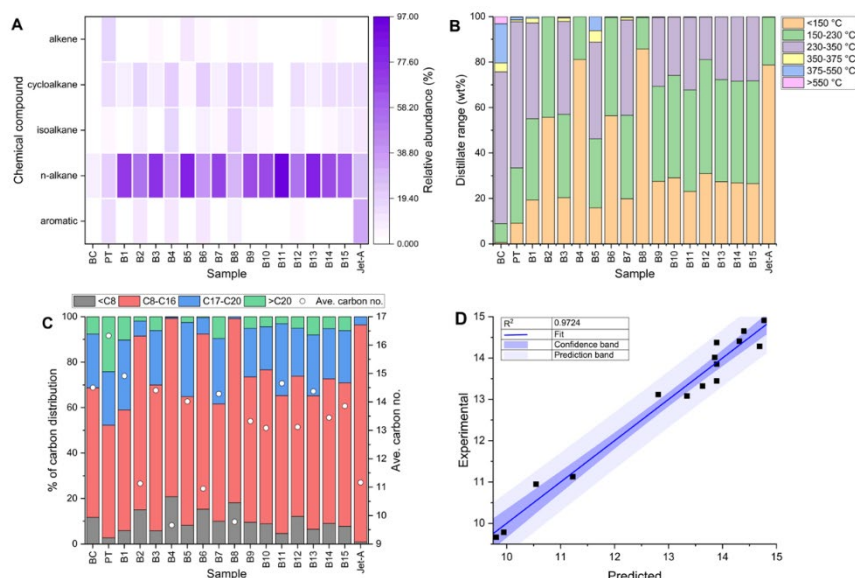 A
alkene
cycloalkane
isoalkane
n-alkane
aromatic
Chemical compound
BC PT B1 B2 B3 B4 B5 B6 B7 B8 B9 B10 B11 B12 B13 B14 B15 Jet-A
Sample
97.00
77.60
58.20
38.80
19.40
0.000
Relative abundance (%)
B
100
80
60
40
20
0
Distillate range (wt%)
BC PT B1 B2 B3 B4 B5 B6 B7 B8 B9 B10 B11 B12 B13 B14 B15 Jet-A
Sample
<150 °C
150-230 °C
230-350 °C
350-375 °C
375-550 °C
>550 °C
<C8 C8-C16 C17-C20 >C20 Ave. carbon no.
C
100
80
60
40
20
0
% of carbon distribution
BC PT B1 B2 B3 B4 B5 B6 B7 B8 B9 B10 B11 B12 B13 B14 B15 Jet-A
Sample
17
16
15
14
13
12
11
10
9
Ave. carbon no.
D
R² 0.9724
Fit
Confidence band
Prediction band
15
14
13
12
11
10
Experimental
10 11 12 13 14 15
Predicted